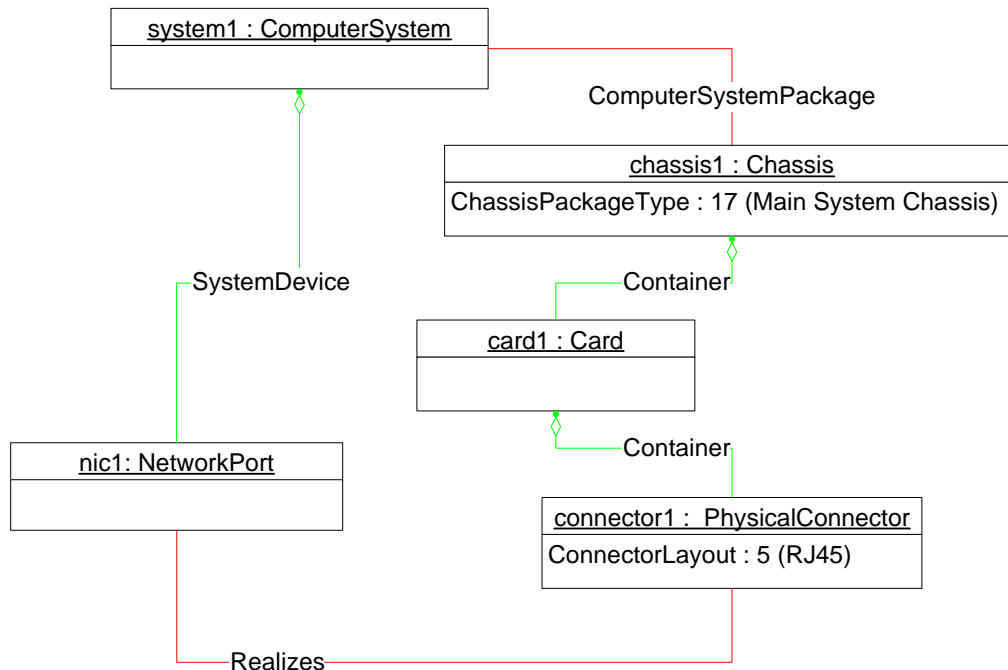 system1 : ComputerSystem
ComputerSystemPackage
chassis1 : Chassis
ChassisPackageType : 17 (Main System Chassis)
SystemDevice
Container
card1 : Card
Container
nic1: NetworkPort
connector1 : PhysicalConnector
ConnectorLayout : 5 (RJ45)
Realizes